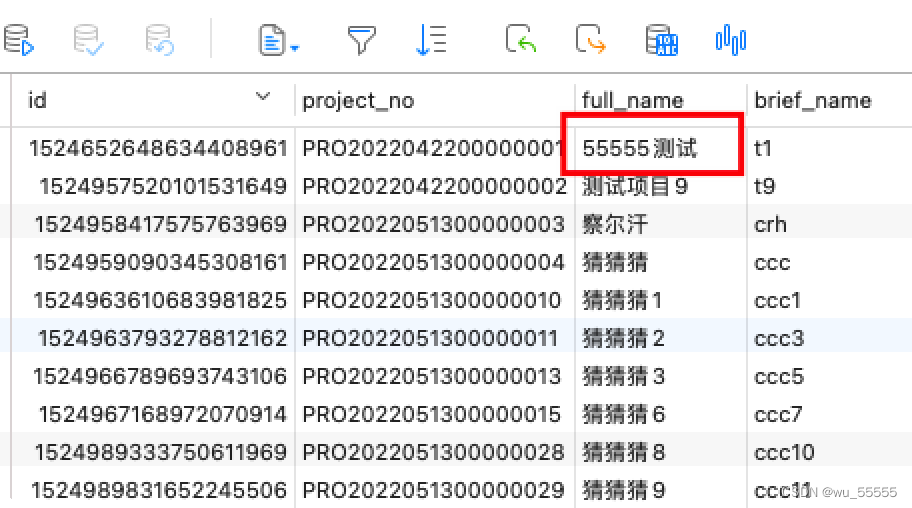 id project_no full_name brief_name
1524652648634408961 PRO2022042200000001 55555测试 t1
1524957520101531649 PRO2022042200000002 测试项目9 t9
1524958417575763969 PRO2022051300000003 察尔汗 crh
1524959090345308161 PRO2022051300000004 猜猜猜 ccc
1524963610683981825 PRO2022051300000010 猜猜猜1 ccc1
1524963793278812162 PRO2022051300000011 猜猜猜2 ccc3
1524966789693743106 PRO2022051300000013 猜猜猜3 ccc5
1524967168972070914 PRO2022051300000015 猜猜猜6 ccc7
1524989333750611969 PRO2022051300000028 猜猜猜8 ccc10
1524989831652245506 PRO2022051300000029 猜猜猜9 ccc11
CSDN @wu_55555